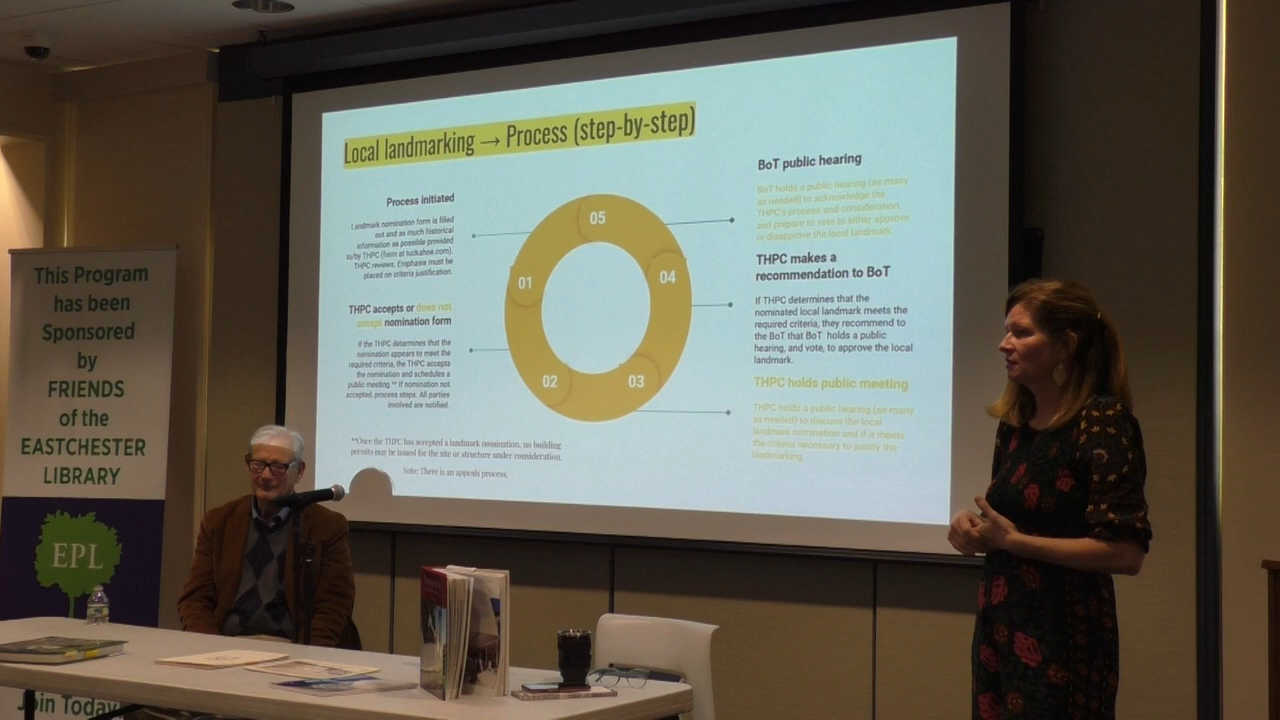 Local landmarking → Process (step-by-step)
Process initiated
Landmark nomination form is filled
out and as much historical
information as possible provided
to/by THPC (form at tuckahoe.com).
THPC reviews. Emphasis must be
placed on criteria justification.
THPC accepts or does not
accept nomination form
If the THPC determines that the
nomination appears to meet the
required criteria, the THPC accepts
the nomination and schedules a
public meeting.** If nomination not
accepted, process stops. All parties
involved are notified.
**Once the THPC has accepted a landmark nomination, no building
permits may be issued for the site or structure under consideration.
Note: There is an appeals process.
01
02
03
04
05
BoT public hearing
BoT holds a public hearing (as many
as needed) to acknowledge the
THPC's process and consideration,
and prepare to vote to either approve
or disapprove the local landmark.
THPC makes a
recommendation to BoT
If THPC determines that the
nominated local landmark meets the
required criteria, they recommend to
the BoT that BoT holds a public
hearing, and vote, to approve the local
landmark.
THPC holds public meeting
THPC holds a public hearing (as many
as needed) to discuss the local
landmark nomination and if it meets
the criteria necessary to justify the
landmarking.
This Program
has been
Sponsored
by
FRIENDS
of the
EASTCHESTER
LIBRARY
EPL
Join Today